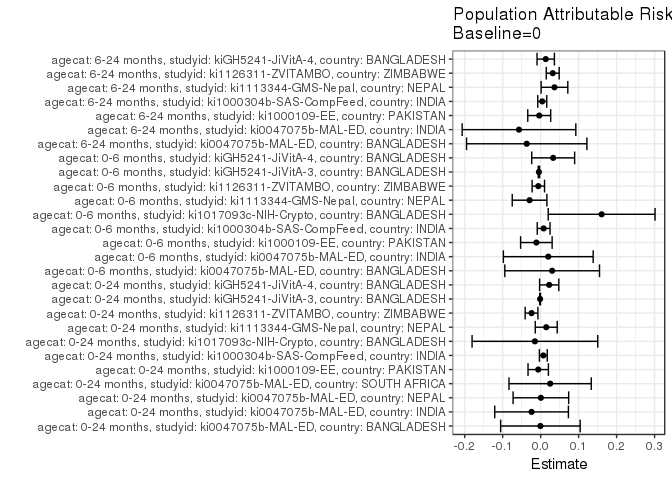 Population Attributable Risk
Baseline=0
agecat: 6-24 months, studyid: kiGH5241-JiVitA-4, country: BANGLADESH
agecat: 6-24 months, studyid: ki1126311-ZVITAMBO, country: ZIMBABWE
agecat: 6-24 months, studyid: ki1113344-GMS-Nepal, country: NEPAL
agecat: 6-24 months, studyid: ki1000304b-SAS-CompFeed, country: INDIA
agecat: 6-24 months, studyid: ki1000109-EE, country: PAKISTAN
agecat: 6-24 months, studyid: ki0047075b-MAL-ED, country: INDIA
agecat: 6-24 months, studyid: ki0047075b-MAL-ED, country: BANGLADESH
agecat: 0-6 months, studyid: kiGH5241-JiVitA-4, country: BANGLADESH
agecat: 0-6 months, studyid: kiGH5241-JiVitA-3, country: BANGLADESH
agecat: 0-6 months, studyid: ki1126311-ZVITAMBO, country: ZIMBABWE
agecat: 0-6 months, studyid: ki1113344-GMS-Nepal, country: NEPAL
agecat: 0-6 months, studyid: ki1017093c-NIH-Crypto, country: BANGLADESH
agecat: 0-6 months, studyid: ki1000304b-SAS-CompFeed, country: INDIA
agecat: 0-6 months, studyid: ki1000109-EE, country: PAKISTAN
agecat: 0-6 months, studyid: ki0047075b-MAL-ED, country: INDIA
agecat: 0-6 months, studyid: ki0047075b-MAL-ED, country: BANGLADESH
agecat: 0-24 months, studyid: kiGH5241-JiVitA-4, country: BANGLADESH
agecat: 0-24 months, studyid: kiGH5241-JiVitA-3, country: BANGLADESH
agecat: 0-24 months, studyid: ki1126311-ZVITAMBO, country: ZIMBABWE
agecat: 0-24 months, studyid: ki1113344-GMS-Nepal, country: NEPAL
agecat: 0-24 months, studyid: ki1017093c-NIH-Crypto, country: BANGLADESH
agecat: 0-24 months, studyid: ki1000304b-SAS-CompFeed, country: INDIA
agecat: 0-24 months, studyid: ki1000109-EE, country: PAKISTAN
agecat: 0-24 months, studyid: ki0047075b-MAL-ED, country: SOUTH AFRICA
agecat: 0-24 months, studyid: ki0047075b-MAL-ED, country: NEPAL
agecat: 0-24 months, studyid: ki0047075b-MAL-ED, country: INDIA
agecat: 0-24 months, studyid: ki0047075b-MAL-ED, country: BANGLADESH
-0.2 -0.1 0.0 0.1 0.2 0.3
Estimate